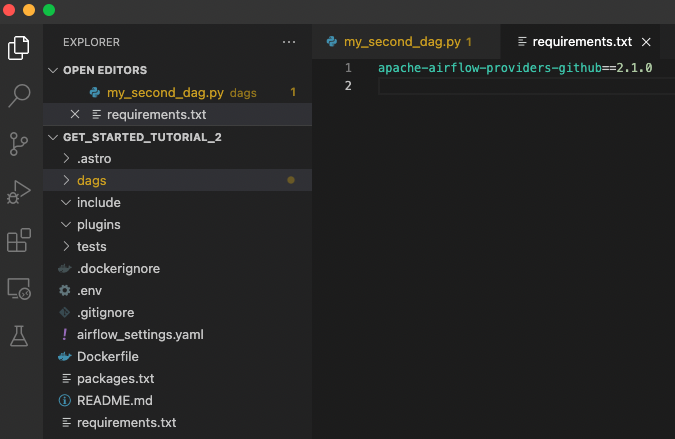 EXPLORER ...
OPEN EDITORS
my_second_dag.py dags 1
requirements.txt
GET_STARTED_TUTORIAL_2
.astro
dags
include
plugins
tests
.dockerignore
.env
.gitignore
airflow_settings.yaml
Dockerfile
packages.txt
README.md
requirements.txt
my_second_dag.py 1 requirements.txt
1 apache-airflow-providers-github==2.1.0
2